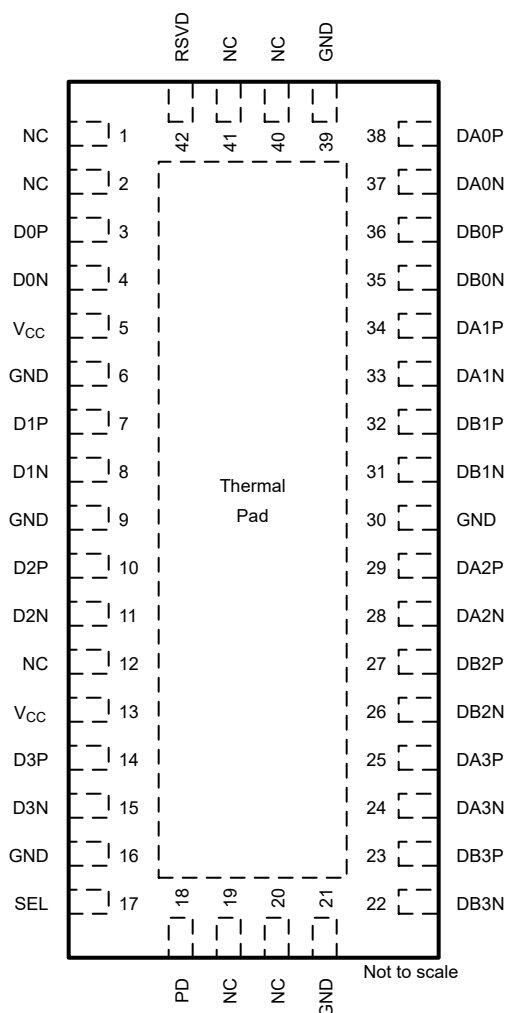 RSVD NC NC GND
42 41 40 39
NC 1 38 DA0P
NC 2 37 DA0N
D0P 3 36 DB0P
D0N 4 35 DB0N
VCC 5 34 DA1P
GND 6 33 DA1N
D1P 7 32 DB1P
D1N 8 31 DB1N
GND 9 30 GND
D2P 10 29 DA2P
D2N 11 28 DA2N
NC 12 27 DB2P
VCC 13 26 DB2N
D3P 14 25 DA3P
D3N 15 24 DA3N
GND 16 23 DB3P
SEL 17 22 DB3N
Thermal
Pad
18 19 20 21
PD NC NC GND
Not to scale